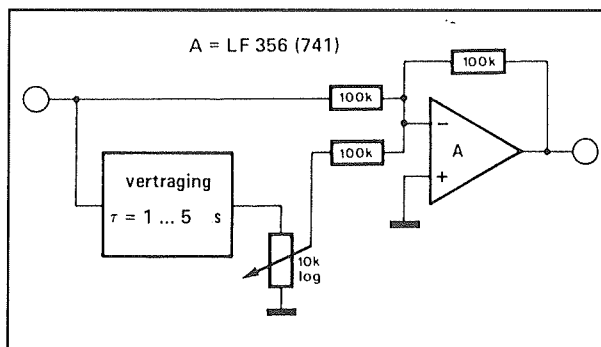 A = LF 356 (741)
100k
100k
100k
A
−
+
vertraging
τ = 1 ... 5 s
10k
log